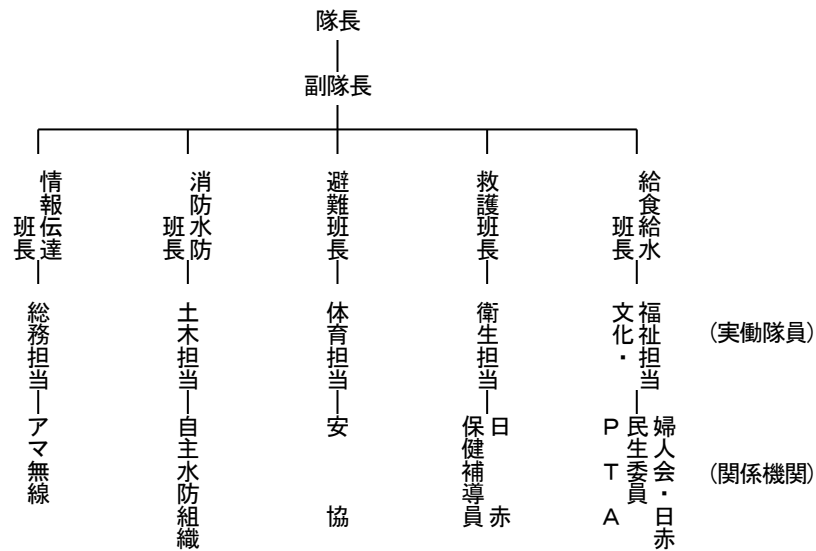 隊長
副隊長
情報伝達
班長
消防水防
班長
避難班長
救護班長
給食給水
班長
総務担当
土木担当
体育担当
衛生担当
福祉担当
文化・
(実働隊員)
アマ無線
自主水防組織
安協
日赤
保健補導員
婦人会・日赤
民生委員
PTA
(関係機関)